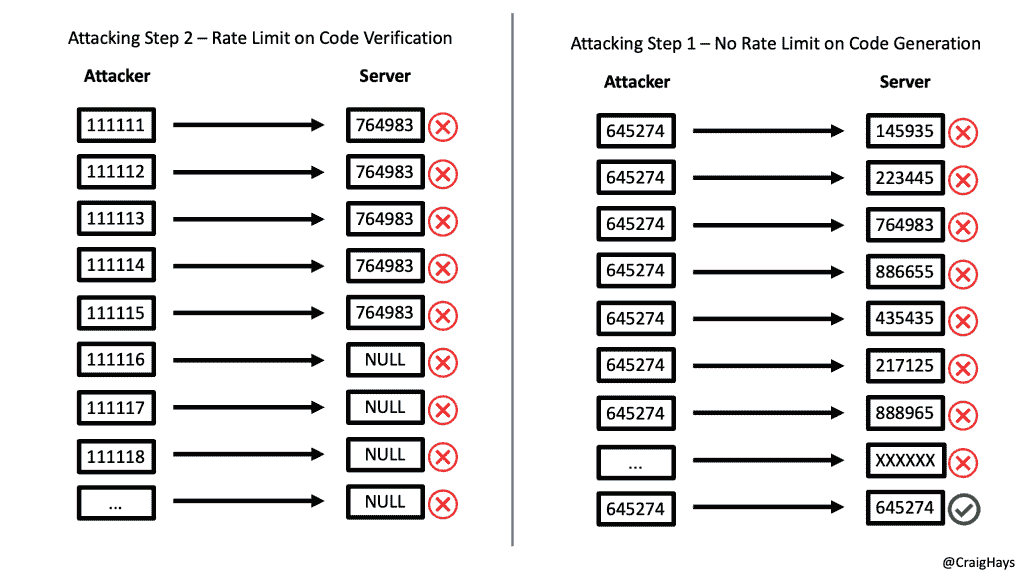 Attacking Step 2 – Rate Limit on Code Verification
Attacker Server
111111 764983
111112 764983
111113 764983
111114 764983
111115 764983
111116 NULL
111117 NULL
111118 NULL
... NULL
Attacking Step 1 – No Rate Limit on Code Generation
Attacker Server
645274 145935
645274 223445
645274 764983
645274 886655
645274 435435
645274 217125
645274 888965
... XXXXXX
645274 645274
@CraigHays